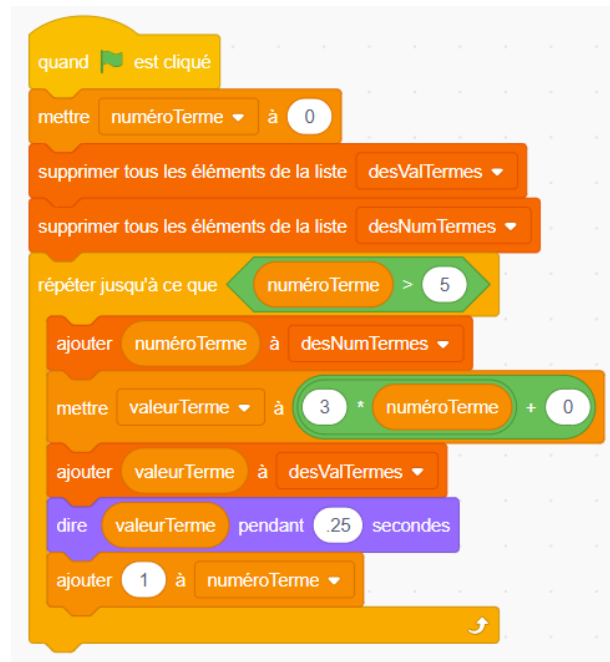 quand est cliqué
mettre numéroTerme à 0
supprimer tous les éléments de la liste desValTermes
supprimer tous les éléments de la liste desNumTermes
répéter jusqu'à ce que numéroTerme > 5
ajouter numéroTerme à desNumTermes
mettre valeurTerme à 3 * numéroTerme + 0
ajouter valeurTerme à desValTermes
dire valeurTerme pendant .25 secondes
ajouter 1 à numéroTerme